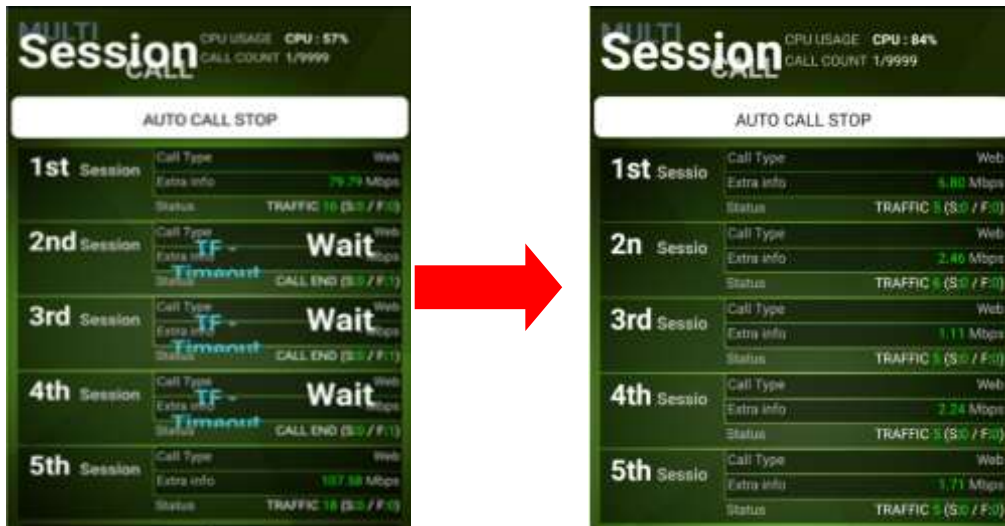 MULTI
Session
CALL
CPU USAGE CPU : 57%
CALL COUNT 1/9999
AUTO CALL STOP
1st Session
Call Type Web
Extra info 79.79 Mbps
Status TRAFFIC 16 (S:0 / F:0)
2nd Session
Call Type Web
Extra info Mbps
TF - Timeout
Wait
Status CALL END (S:0 / F:1)
3rd Session
Call Type Web
Extra info Mbps
TF - Timeout
Wait
Status CALL END (S:0 / F:1)
4th Session
Call Type Web
Extra info Mbps
TF - Timeout
Wait
Status CALL END (S:0 / F:1)
5th Session
Call Type Web
Extra info 107.58 Mbps
Status TRAFFIC 18 (S:0 / F:0)
MULTI
Session
CALL
CPU USAGE CPU : 84%
CALL COUNT 1/9999
AUTO CALL STOP
1st Sessio
Call Type Web
Extra info 6.80 Mbps
Status TRAFFIC 5 (S:0 / F:0)
2n Sessio
Call Type Web
Extra info 2.46 Mbps
Status TRAFFIC 6 (S:0 / F:0)
3rd Sessio
Call Type Web
Extra info 1.11 Mbps
Status TRAFFIC 5 (S:0 / F:0)
4th Sessio
Call Type Web
Extra info 2.24 Mbps
Status TRAFFIC 5 (S:0 / F:0)
5th Sessio
Call Type Web
Extra info 1.71 Mbps
Status TRAFFIC 5 (S:0 / F:0)